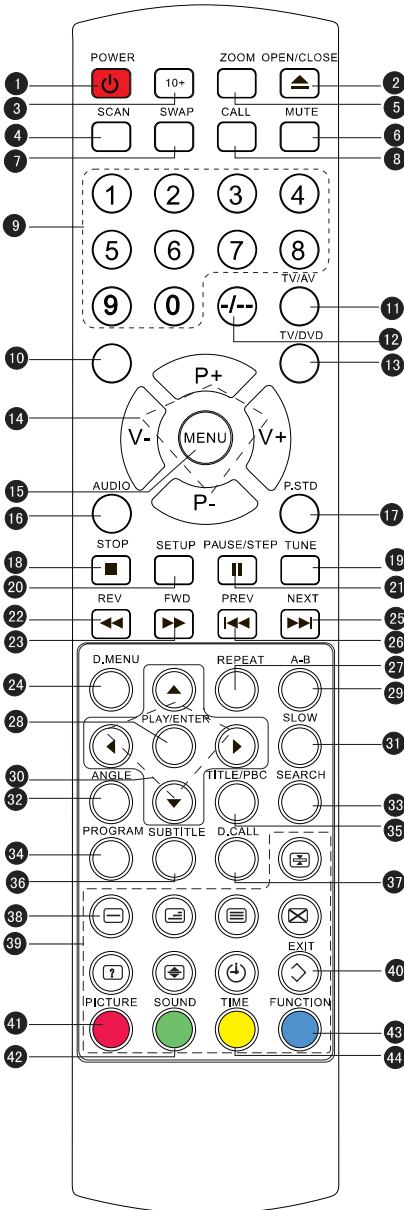 POWER ZOOM OPEN/CLOSE
1 10+ 2
3 5
SCAN SWAP CALL MUTE
4 6
7 8
1 2 3 4
9
5 6 7 8
TV/AV
9 0 -/-- 11
12
TV/DVD
10 P+ 13
14
V- MENU V+
15
AUDIO P- P.STD
16 17
STOP SETUP PAUSE/STEP TUNE
18 19
20 21
REV FWD PREV NEXT
22 25
23 26
D.MENU REPEAT A-B
27
24 29
28 PLAY/ENTER SLOW
31
30
ANGLE TITLE/PBC SEARCH
32 33
35
PROGRAM SUBTITLE D.CALL
34
36 37
38
39
? EXIT
40
PICTURE SOUND TIME FUNCTION
41 43
42 44